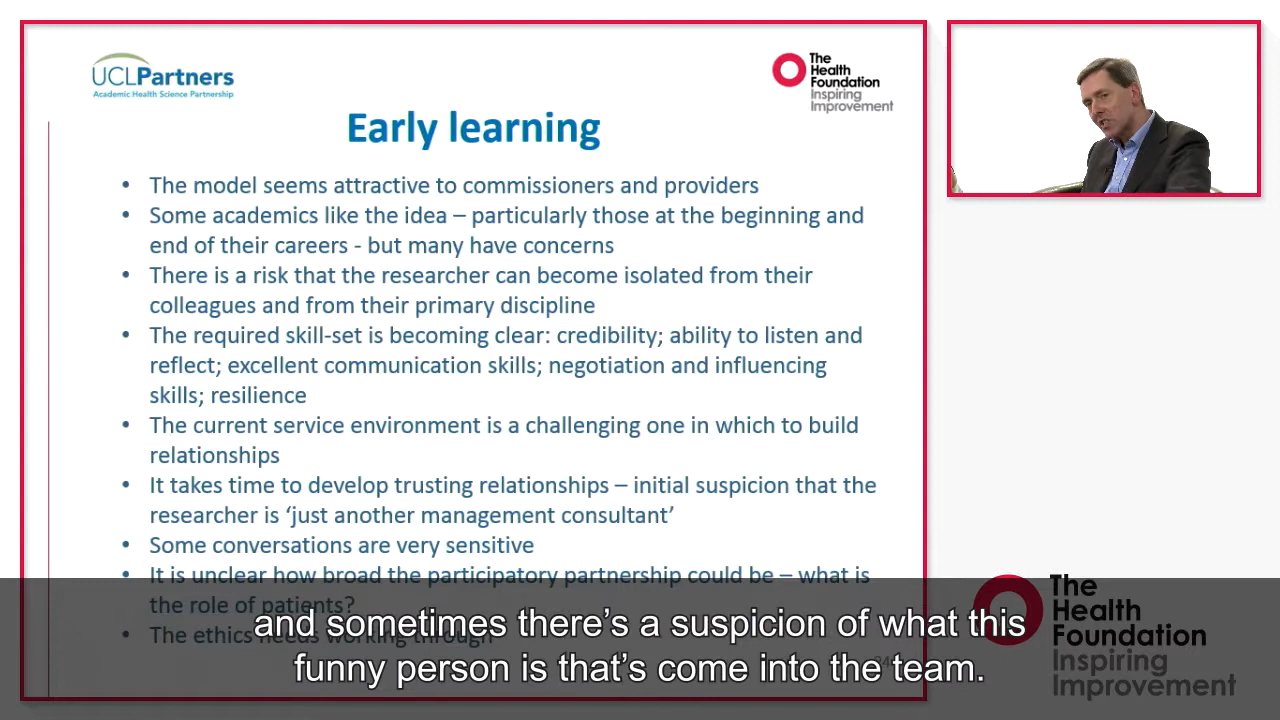 UCLPartners
Academic Health Science Partnership
The
Health
Foundation
Inspiring
Improvement
Early learning
• The model seems attractive to commissioners and providers
• Some academics like the idea – particularly those at the beginning and
end of their careers - but many have concerns
• There is a risk that the researcher can become isolated from their
colleagues and from their primary discipline
• The required skill-set is becoming clear: credibility; ability to listen and
reflect; excellent communication skills; negotiation and influencing
skills; resilience
• The current service environment is a challenging one in which to build
relationships
• It takes time to develop trusting relationships – initial suspicion that the
researcher is ‘just another management consultant’
• Some conversations are very sensitive
• It is unclear how broad the participatory partnership could be – what is
the role of patients?
• The ethics needs working through
and sometimes there’s a suspicion of what this
funny person is that’s come into the team.
The
Health
Foundation
Inspiring
Improvement